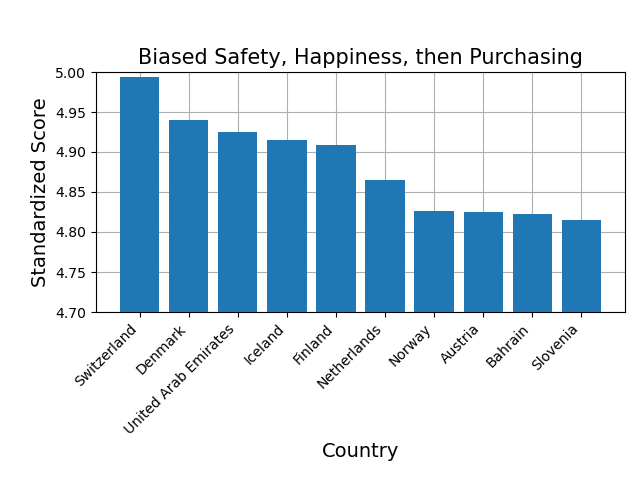 Biased Safety, Happiness, then Purchasing
5.00
4.95
4.90
4.85
4.80
4.75
4.70
Standardized Score
Switzerland
Denmark
United Arab Emirates
Iceland
Finland
Netherlands
Norway
Austria
Bahrain
Slovenia
Country